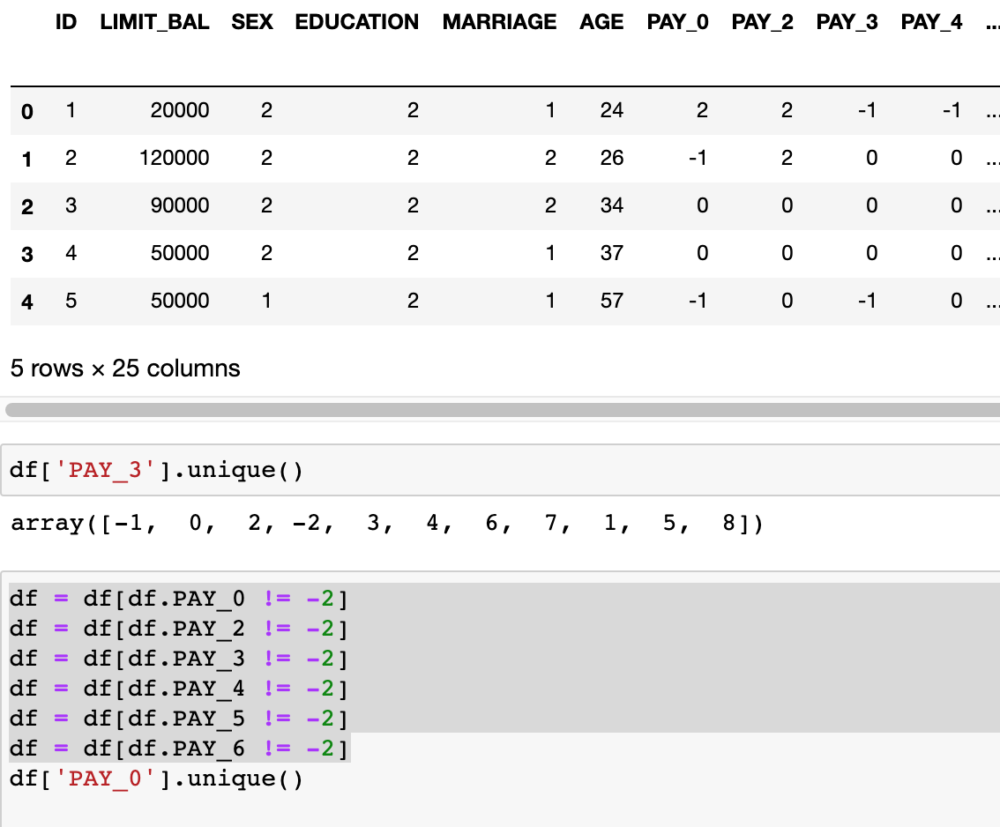 ID LIMIT_BAL SEX EDUCATION MARRIAGE AGE PAY_0 PAY_2 PAY_3 PAY_4 ...
0 1 20000 2 2 1 24 2 2 -1 -1 ...
1 2 120000 2 2 2 26 -1 2 0 0 ...
2 3 90000 2 2 2 34 0 0 0 0 ...
3 4 50000 2 2 1 37 0 0 0 0 ...
4 5 50000 1 2 1 57 -1 0 -1 0 ...
5 rows × 25 columns
df['PAY_3'].unique()
array([-1,  0,  2, -2,  3,  4,  6,  7,  1,  5,  8])
df = df[df.PAY_0 != -2]
df = df[df.PAY_2 != -2]
df = df[df.PAY_3 != -2]
df = df[df.PAY_4 != -2]
df = df[df.PAY_5 != -2]
df = df[df.PAY_6 != -2]
df['PAY_0'].unique()